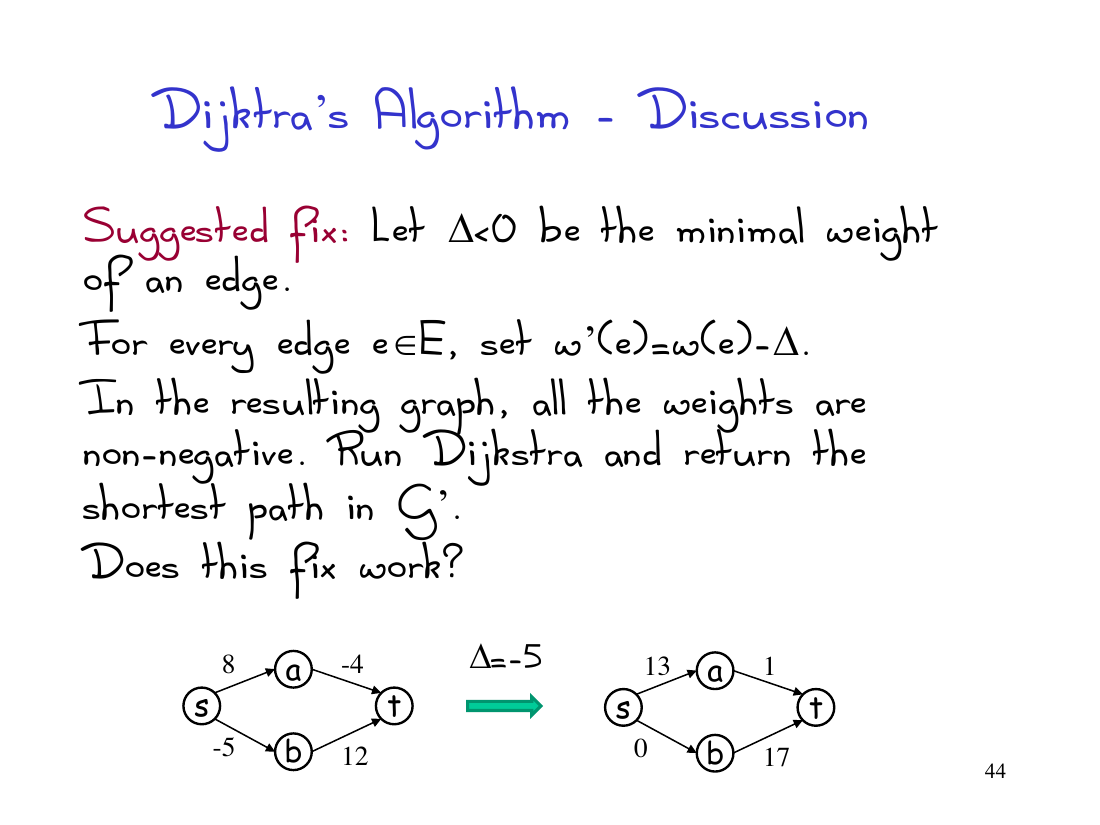 Dijktra's Algorithm - Discussion
Suggested fix: Let Δ<0 be the minimal weight
of an edge.
For every edge e∈E, set w'(e)=w(e)-Δ.
In the resulting graph, all the weights are
non-negative. Run Dijkstra and return the
shortest path in G'.
Does this fix work?
8 a -4
s t
-5 b 12
Δ=-5
13 a 1
s t
0 b 17
44